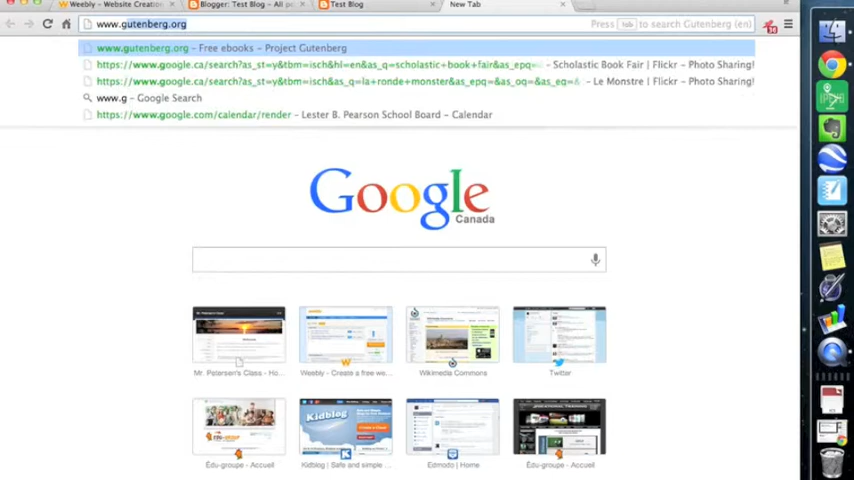 Weebly - Website Creation
Blogger: Test Blog - All po
Test Blog
New Tab
www.gutenberg.org
Press tab to search Gutenberg (en)
www.gutenberg.org - Free ebooks - Project Gutenberg
https://www.google.ca/search?as_st=y&tbm=isch&hl=en&as_q=scholastic+book+fair&as_epq= - Scholastic Book Fair | Flickr - Photo Sharing!
https://www.google.ca/search?as_st=y&tbm=isch&as_q=la+ronde+monster&as_epq=&as_oq=&as_eq=& - Le Monstre | Flickr - Photo Sharing!
www.g - Google Search
https://www.google.com/calendar/render - Lester B. Pearson School Board - Calendar
Google
Canada
Mr. Petersen's Class - Ho...
Weebly - Create a free we...
Wikimedia Commons
Twitter
Kidblog
Édu-groupe - Accueil
Kidblog | Safe and simple ...
Edmodo | Home
Édu-groupe - Accueil